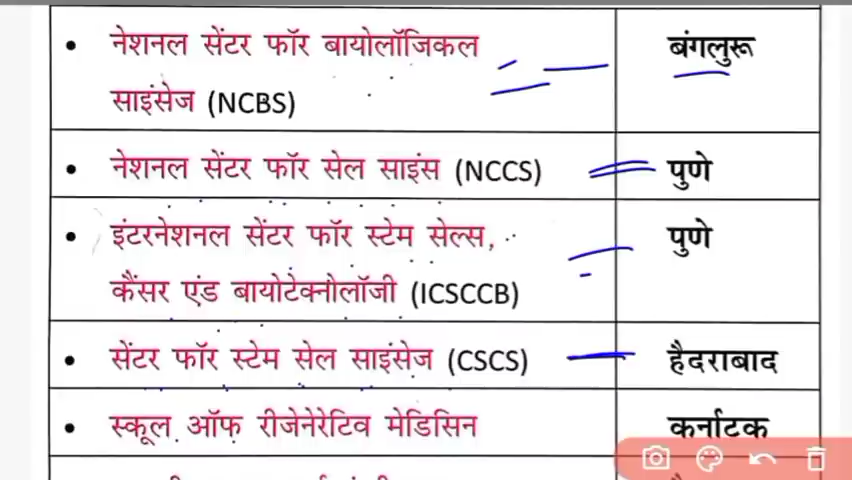 नेशनल सेंटर फॉर बायोलॉजिकल
साइंसेज (NCBS)
बंगलुरू
नेशनल सेंटर फॉर सेल साइंस (NCCS)
पुणे
इंटरनेशनल सेंटर फॉर स्टेम सेल्स,
कैंसर एंड बायोटेक्नोलॉजी (ICSCCB)
पुणे
सेंटर फॉर स्टेम सेल साइंसेज (CSCS)
हैदराबाद
स्कूल ऑफ रीजेनेरेटिव मेडिसिन
कर्नाटक